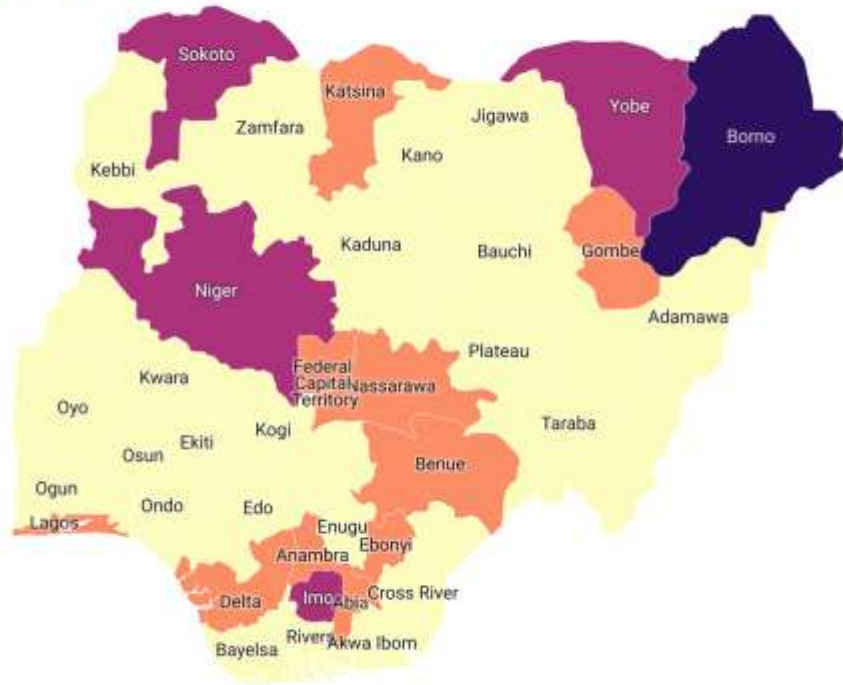 Sokoto
Katsina
Yobe
Borno
Jigawa
Zamfara
Kano
Kebbi
Kaduna
Bauchi
Gombe
Niger
Adamawa
Plateau
Federal
Capital
Territory
Nassarawa
Kwara
Oyo
Taraba
Kogi
Ekiti
Osun
Benue
Ogun
Ondo
Edo
Lagos
Enugu
Ebonyi
Anambra
Cross River
Imo
Abia
Delta
Rivers
Akwa Ibom
Bayelsa